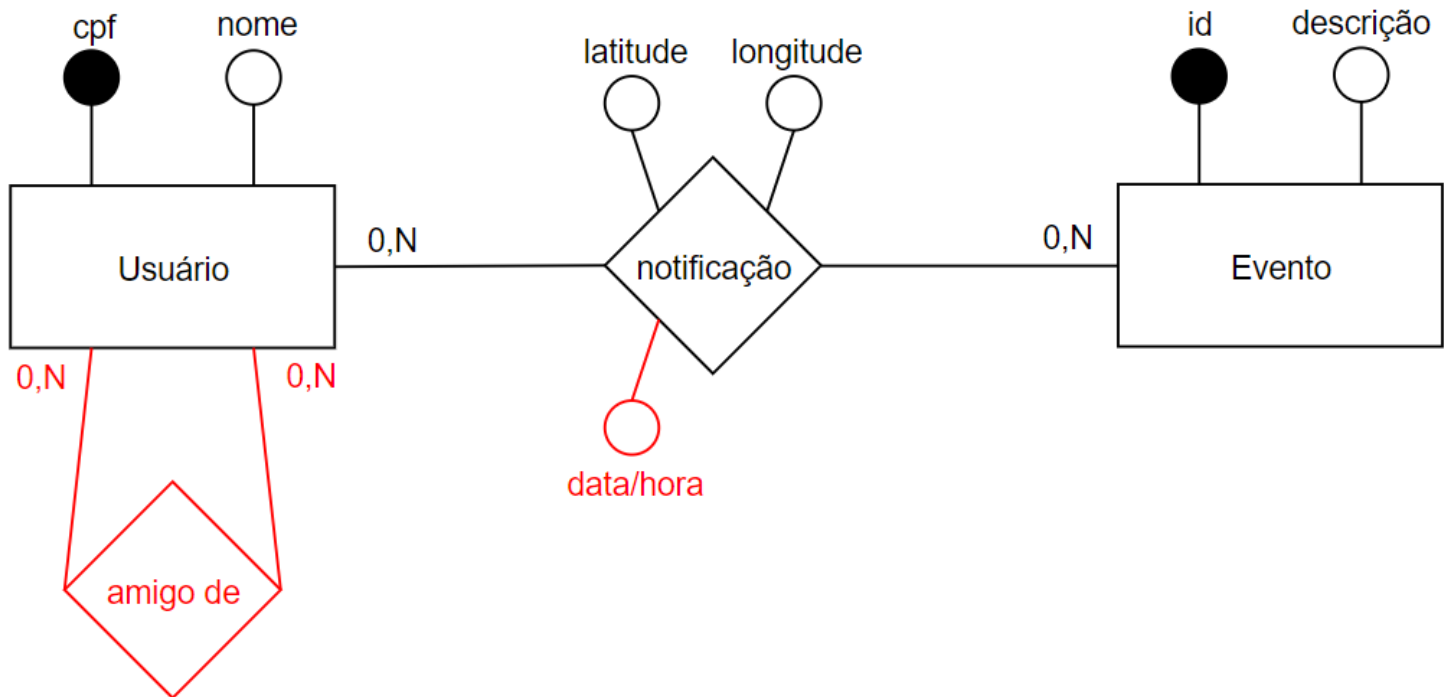 cpf
nome
latitude
longitude
id
descrição
Usuário
0,N
notificação
0,N
Evento
0,N
0,N
data/hora
amigo de